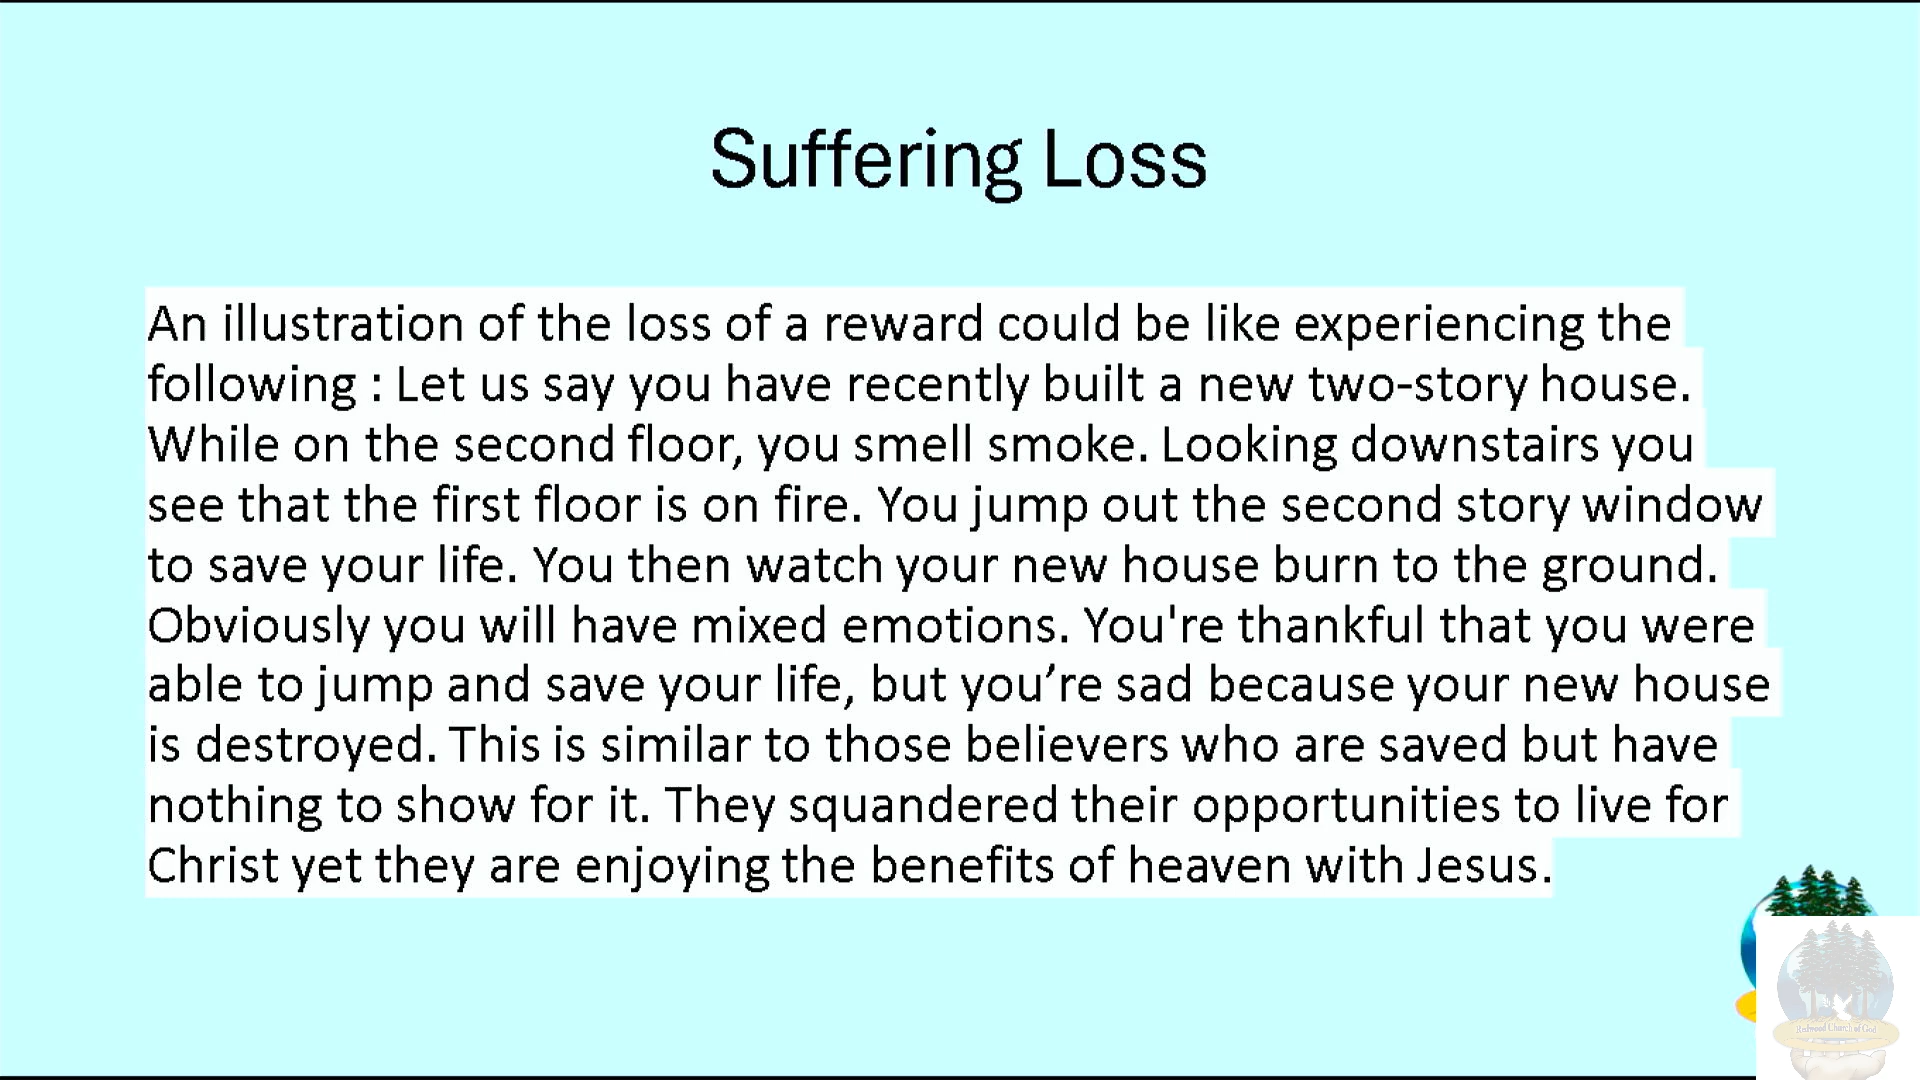 Suffering Loss
An illustration of the loss of a reward could be like experiencing the
following : Let us say you have recently built a new two-story house.
While on the second floor, you smell smoke. Looking downstairs you
see that the first floor is on fire. You jump out the second story window
to save your life. You then watch your new house burn to the ground.
Obviously you will have mixed emotions. You're thankful that you were
able to jump and save your life, but you’re sad because your new house
is destroyed. This is similar to those believers who are saved but have
nothing to show for it. They squandered their opportunities to live for
Christ yet they are enjoying the benefits of heaven with Jesus.
Redwood Church of God